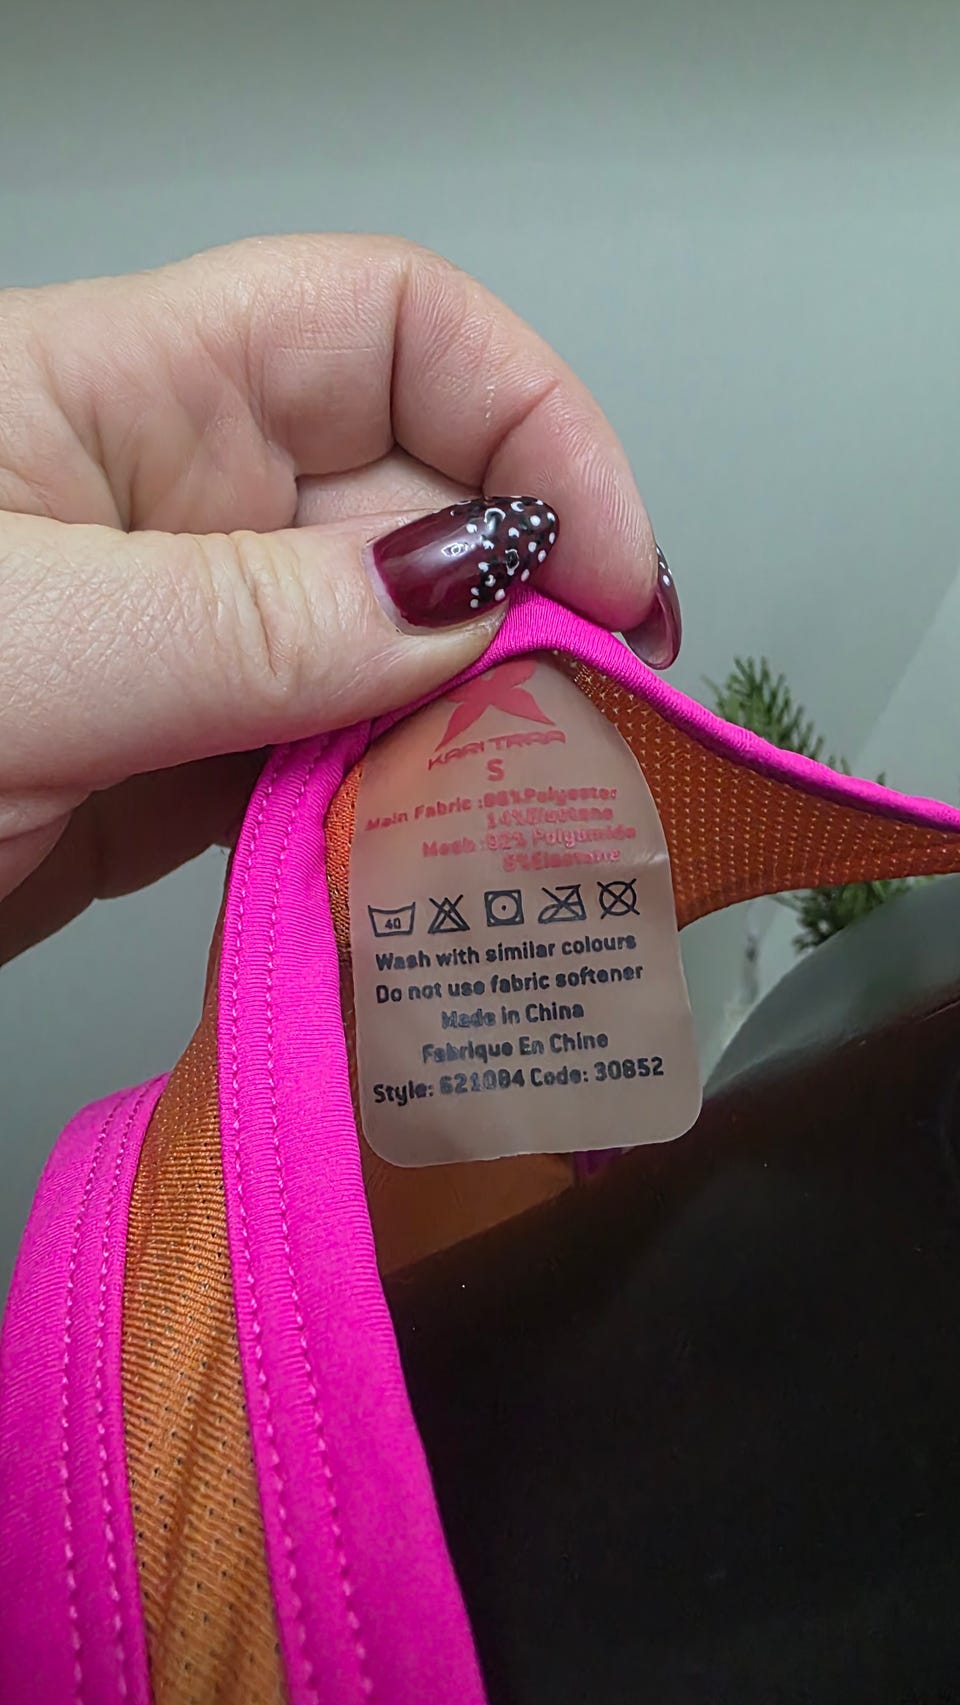 KARI TRAA
S
Main Fabric :86%Polyester
14%Elastane
Mesh :92% Polyamide
8%Elastane
40
Wash with similar colours
Do not use fabric softener
Made in China
Fabrique En Chine
Style: 621094 Code: 30852